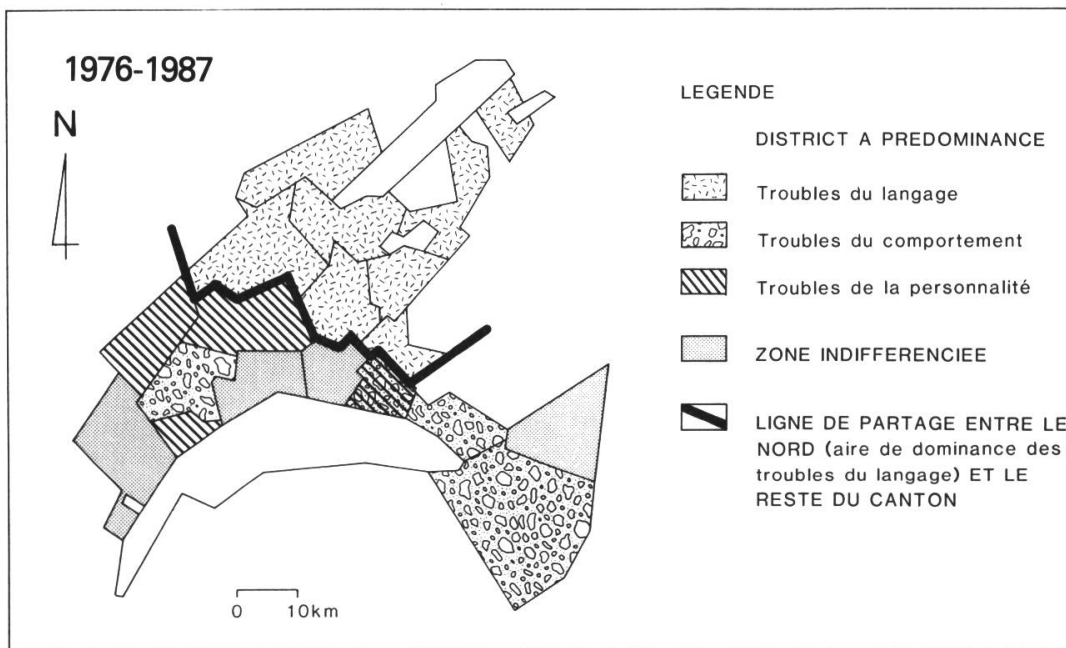 1976-1987
N
0 10km
LEGENDE
DISTRICT A PREDOMINANCE
Troubles du langage
Troubles du comportement
Troubles de la personnalité
ZONE INDIFFERENCIEE
LIGNE DE PARTAGE ENTRE LE
NORD (aire de dominance des
troubles du langage) ET LE
RESTE DU CANTON